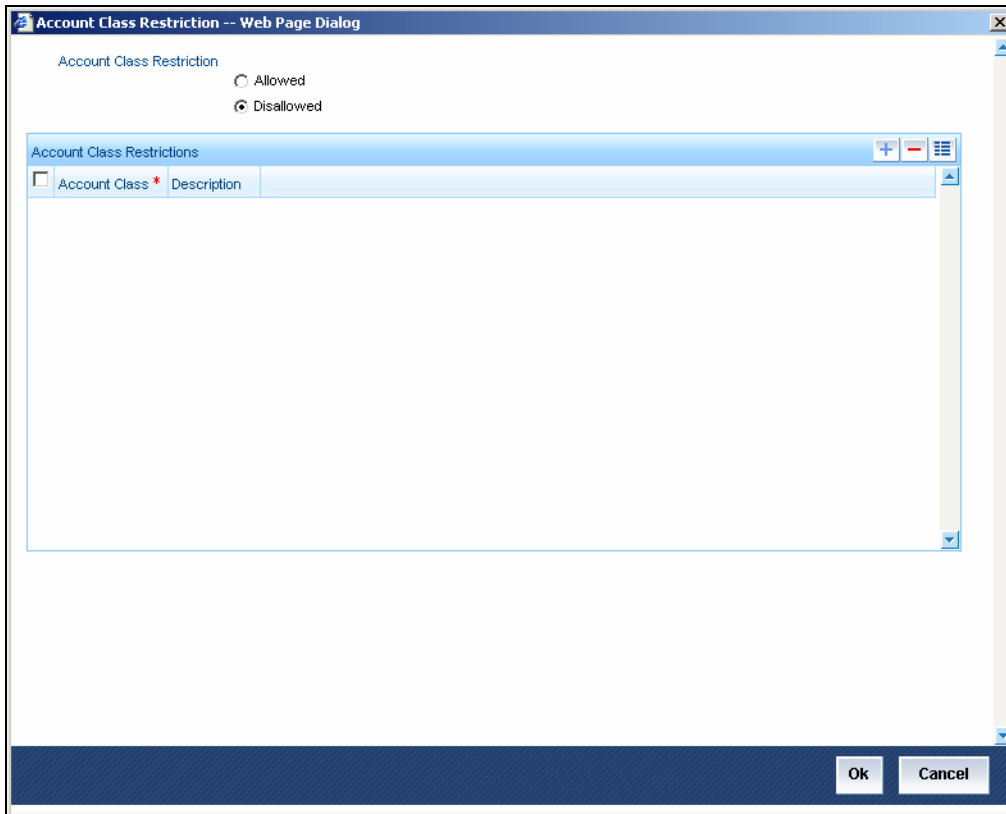 Account Class Restriction -- Web Page Dialog
Account Class Restriction
Allowed
Disallowed
Account Class Restrictions
Account Class * Description
Ok Cancel